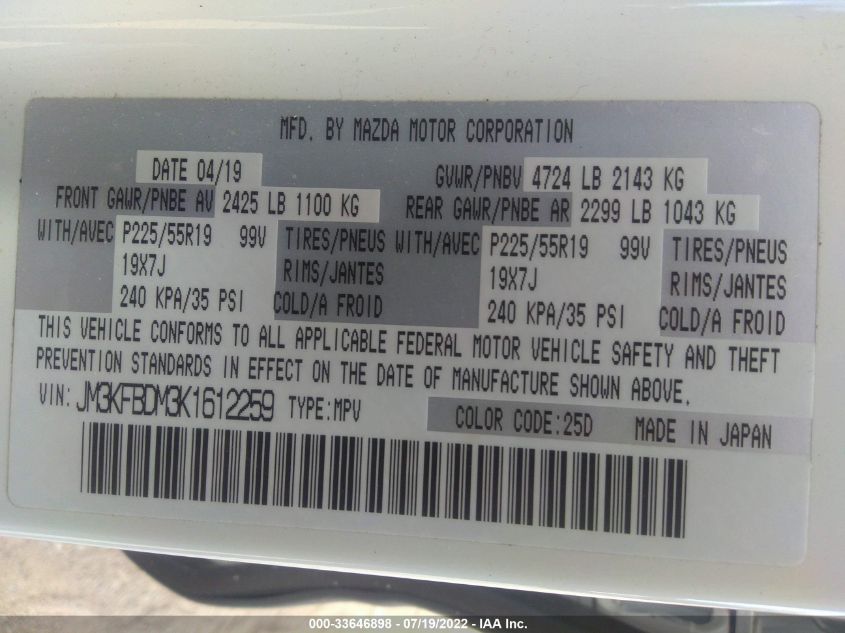 MFD. BY MAZDA MOTOR CORPORATION
DATE 04/19 GVWR/PNBV 4724 LB 2143 KG
FRONT GAWR/PNBE AV 2425 LB 1100 KG REAR GAWR/PNBE AR 2299 LB 1043 KG
WITH/AVEC P225/55R19 99V TIRES/PNEUS WITH/AVEC P225/55R19 99V TIRES/PNEUS
19X7J RIMS/JANTES 19X7J RIMS/JANTES
240 KPA/35 PSI COLD/A FROID 240 KPA/35 PSI COLD/A FROID
THIS VEHICLE CONFORMS TO ALL APPLICABLE FEDERAL MOTOR VEHICLE SAFETY AND THEFT
PREVENTION STANDARDS IN EFFECT ON THE DATE OF MANUFACTURE SHOWN ABOVE.
VIN: JM3KFBDM3K1612259 TYPE:MPV COLOR CODE:25D MADE IN JAPAN
000-33646898 - 07/19/2022 - IAA Inc.